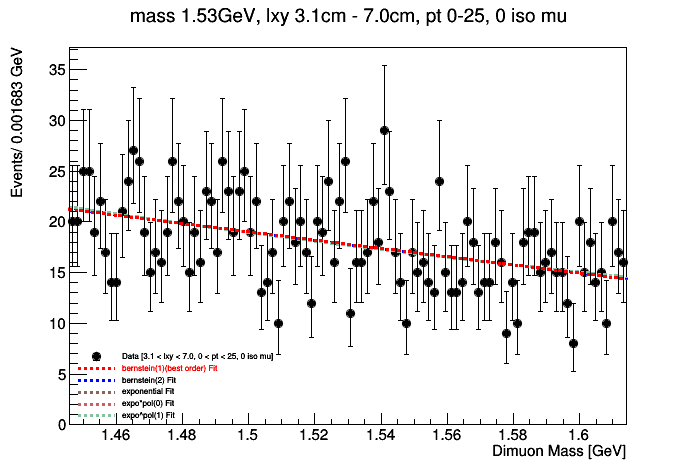 mass 1.53GeV, lxy 3.1cm - 7.0cm, pt 0-25, 0 iso mu
Events/ 0.001683 GeV
35
30
25
20
15
10
5
0
Data [3.1 < lxy < 7.0, 0 < pt < 25, 0 iso mu]
bernstein(1)(best order) Fit
bernstein(2) Fit
exponential Fit
expo*pol(0) Fit
expo*pol(1) Fit
1.46 1.48 1.5 1.52 1.54 1.56 1.58 1.6
Dimuon Mass [GeV]